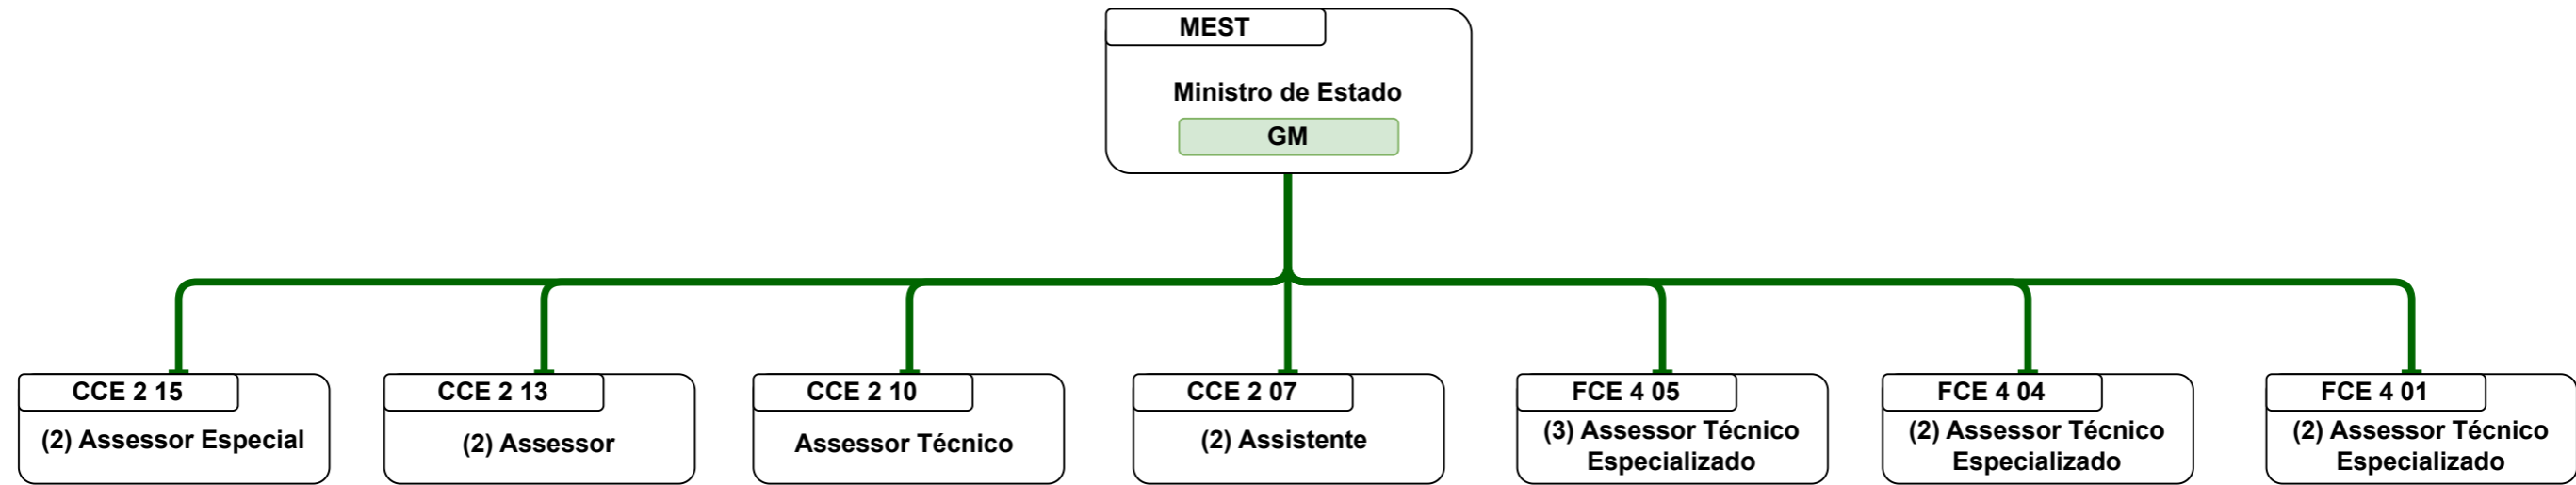 MEST
Ministro de Estado
GM
CCE 2 15
(2) Assessor Especial
CCE 2 13
(2) Assessor
CCE 2 10
Assessor Técnico
CCE 2 07
(2) Assistente
FCE 4 05
(3) Assessor Técnico
Especializado
FCE 4 04
(2) Assessor Técnico
Especializado
FCE 4 01
(2) Assessor Técnico
Especializado